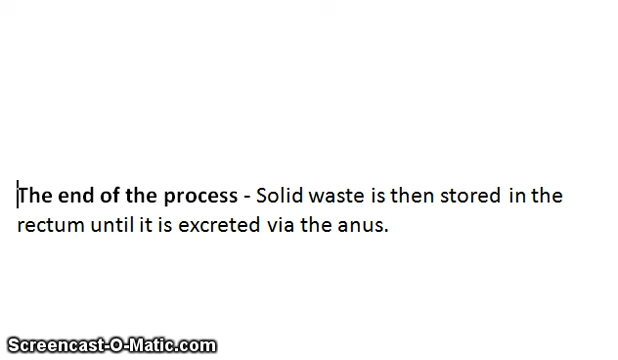 The end of the process - Solid waste is then stored in the
rectum until it is excreted via the anus.
Screencast-O-Matic.com